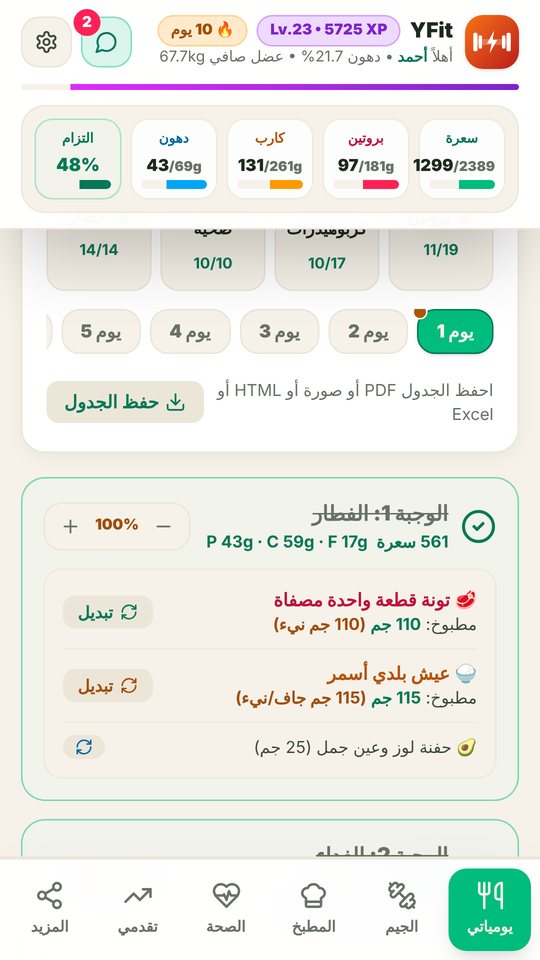 YFit
Lv.23 • 5725 XP
🔥 10 يوم
2
أهلاً أحمد • دهون 21.7% • عضل صافي 67.7kg
سعرة
1299/2389
بروتين
97/181g
كارب
131/261g
دهون
43/69g
التزام
48%
11/19
كربوهيدرات
10/17
صحية
10/10
14/14
يوم 1
يوم 2
يوم 3
يوم 4
يوم 5
احفظ الجدول PDF أو صورة أو HTML أو
Excel
حفظ الجدول
الوجبة 1: الفطار
561 سعرة P 43g · C 59g · F 17g
− 100% +
🥩 تونة قطعة واحدة مصفاة
مطبوخ: 110 جم (110 جم نيء)
تبديل
🍚 عيش بلدي أسمر
مطبوخ: 115 جم (115 جم جاف/نيء)
تبديل
🥑 حفنة لوز وعين جمل (25 جم)
الوجبة 2: الغداء
يومياتي
الجيم
المطبخ
الصحة
تقدمي
المزيد